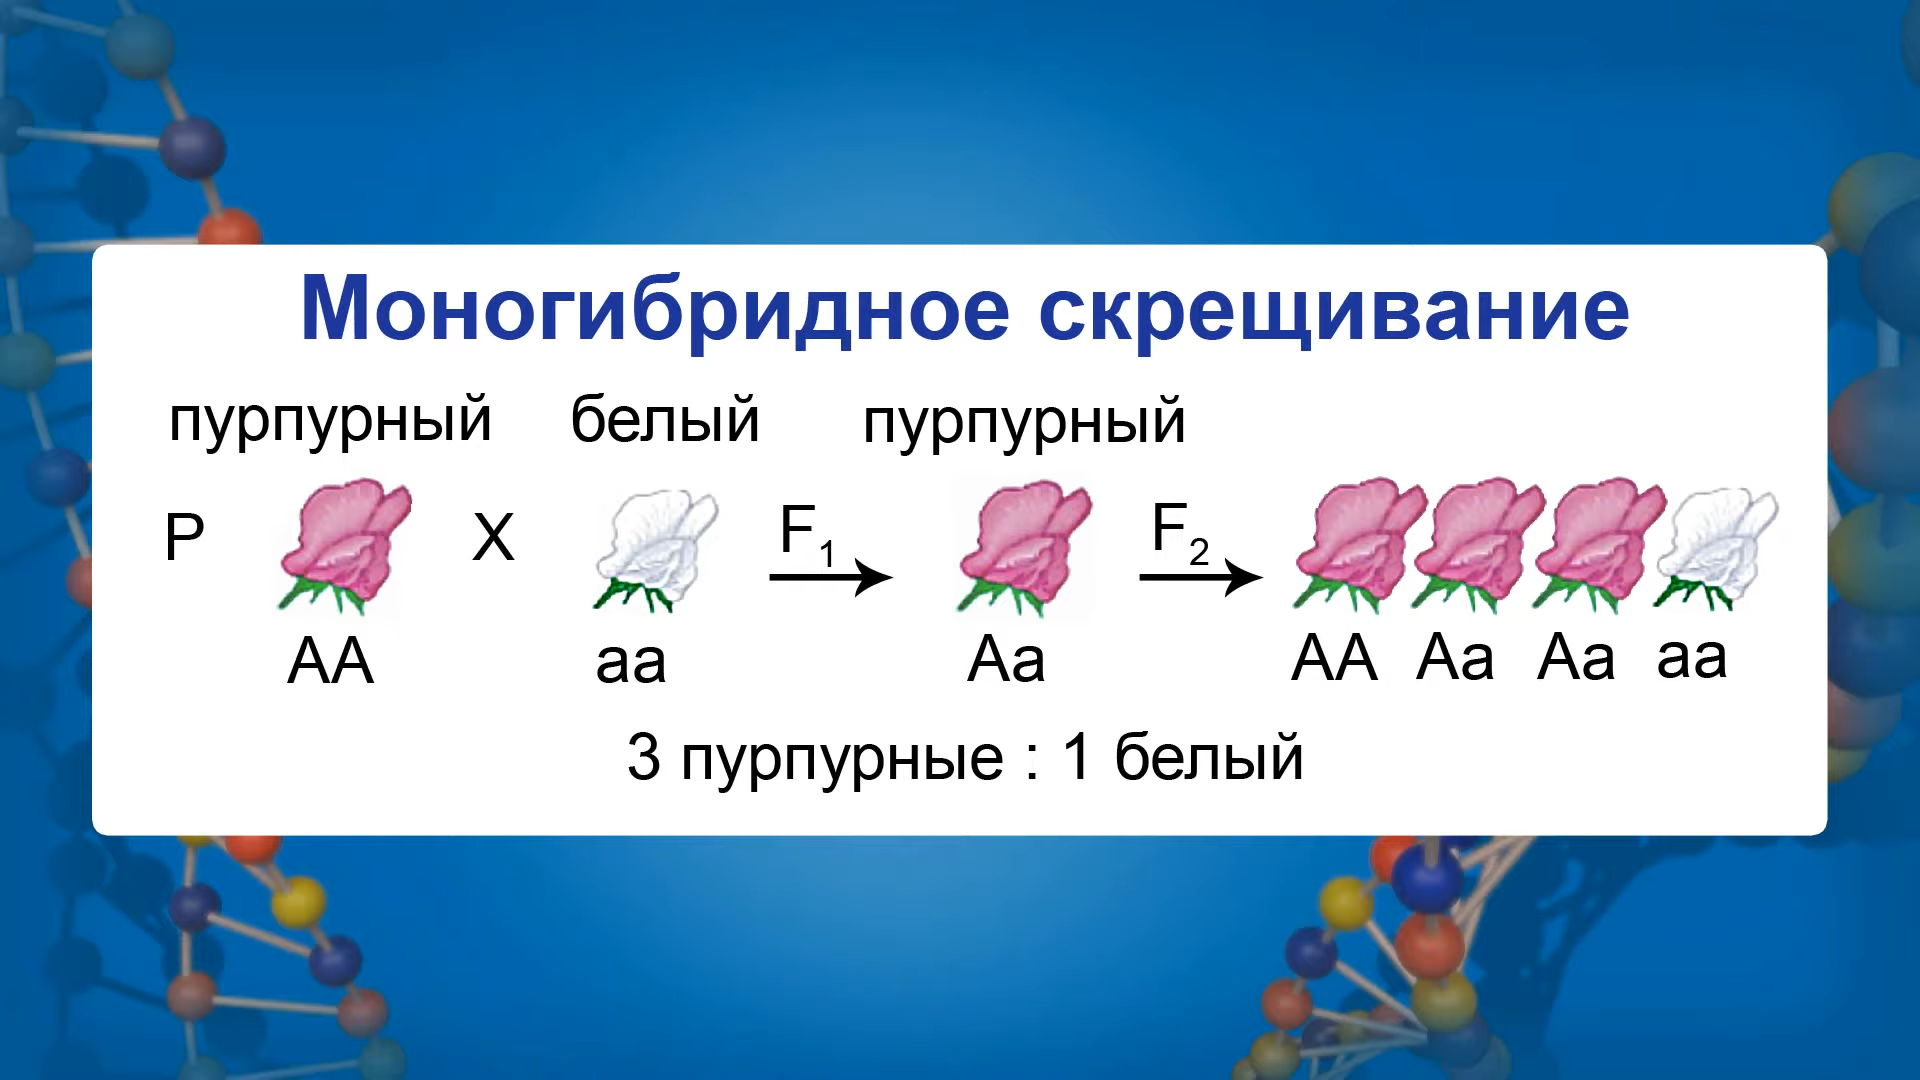 Моногибридное скрещивание
пурпурный белый пурпурный
P X F1 F2
AA aa Aa AA Aa Aa aa
3 пурпурные : 1 белый